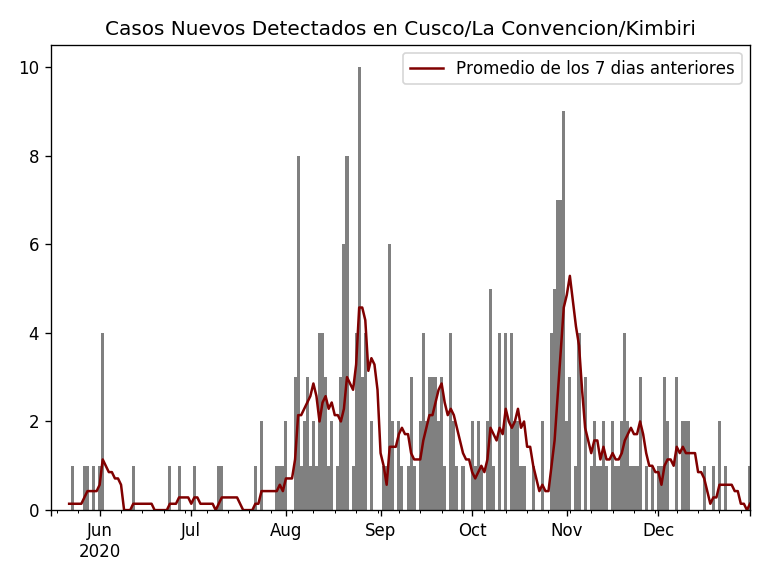 Casos Nuevos Detectados en Cusco/La Convencion/Kimbiri
Promedio de los 7 dias anteriores
10
8
6
4
2
0
Jun Jul Aug Sep Oct Nov Dec
2020